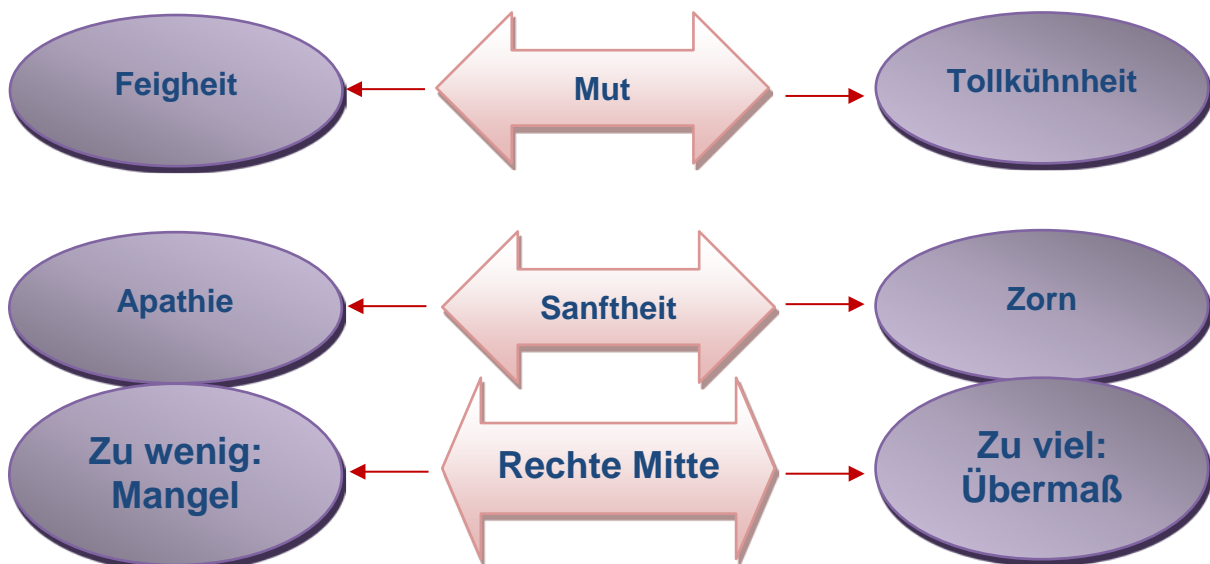 Feigheit
Mut
Tollkühnheit
Apathie
Sanftheit
Zorn
Zu wenig:
Mangel
Rechte Mitte
Zu viel:
Übermaß